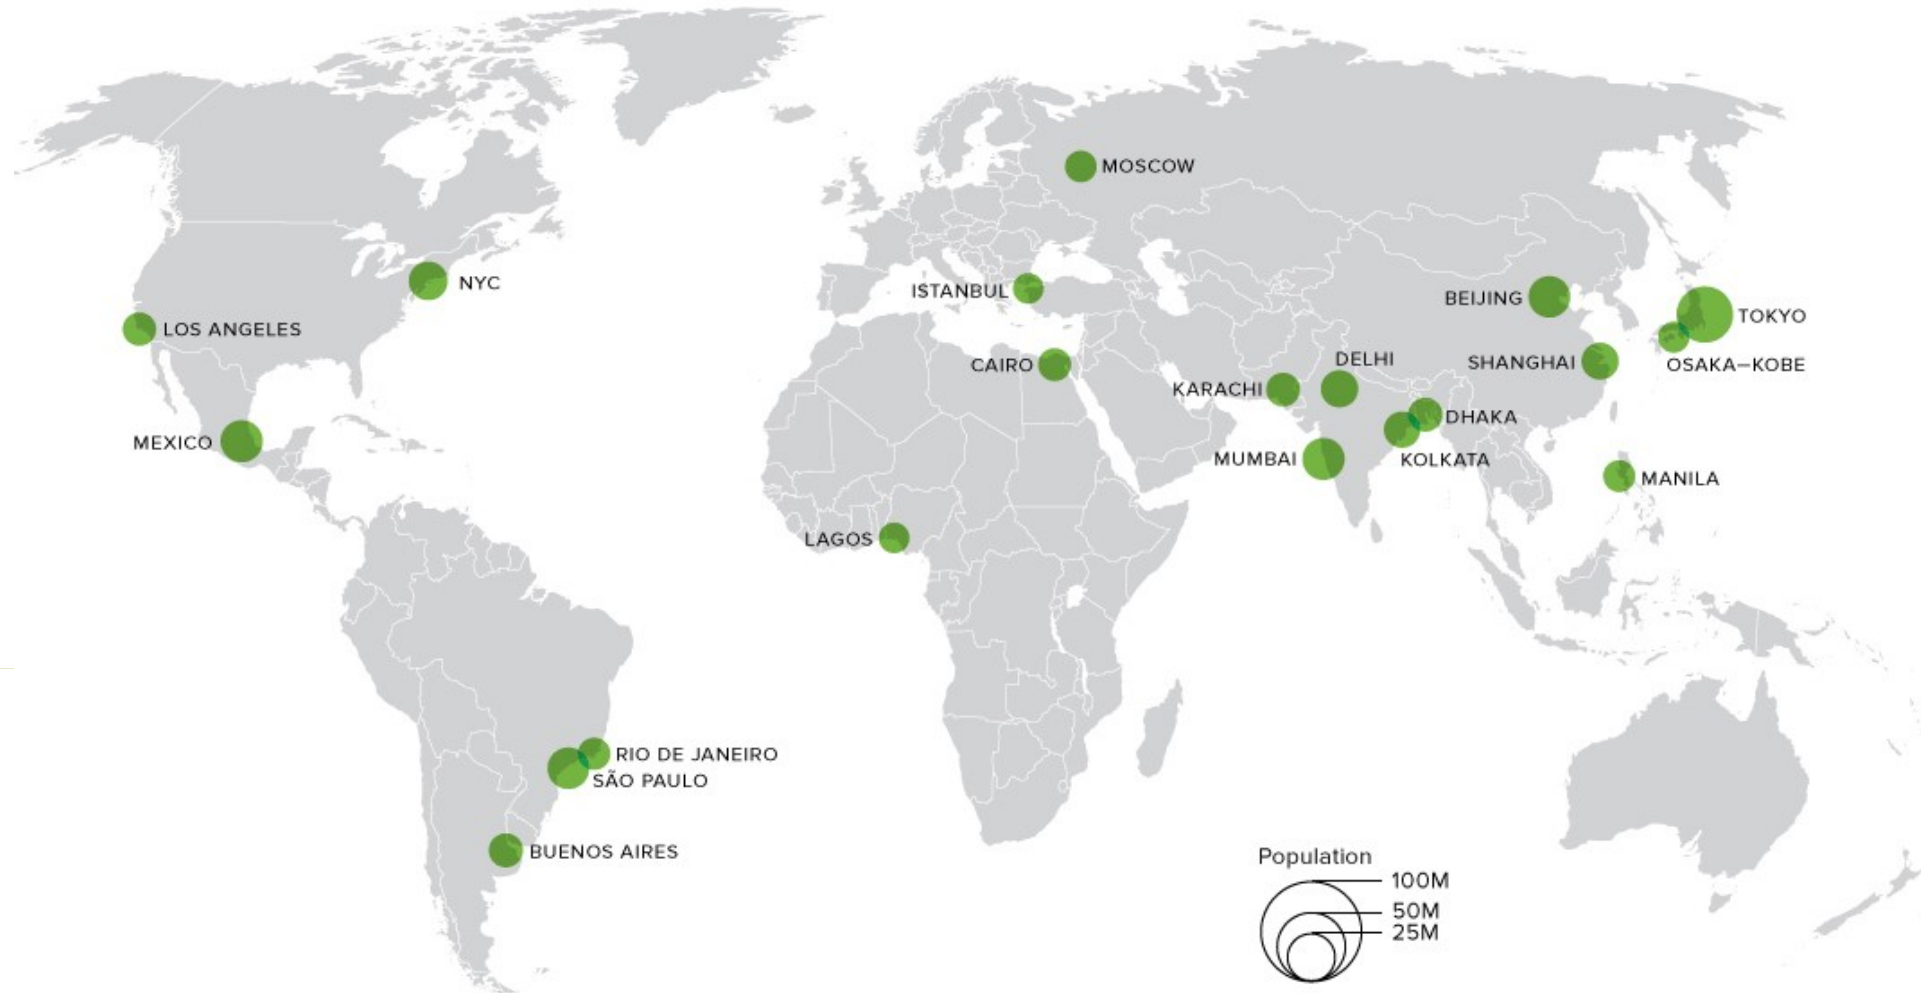 MOSCOW
NYC
ISTANBUL
BEIJING
TOKYO
LOS ANGELES
DELHI
SHANGHAI
OSAKA–KOBE
CAIRO
KARACHI
DHAKA
MEXICO
MUMBAI
KOLKATA
MANILA
LAGOS
RIO DE JANEIRO
SÃO PAULO
BUENOS AIRES
Population
100M
50M
25M